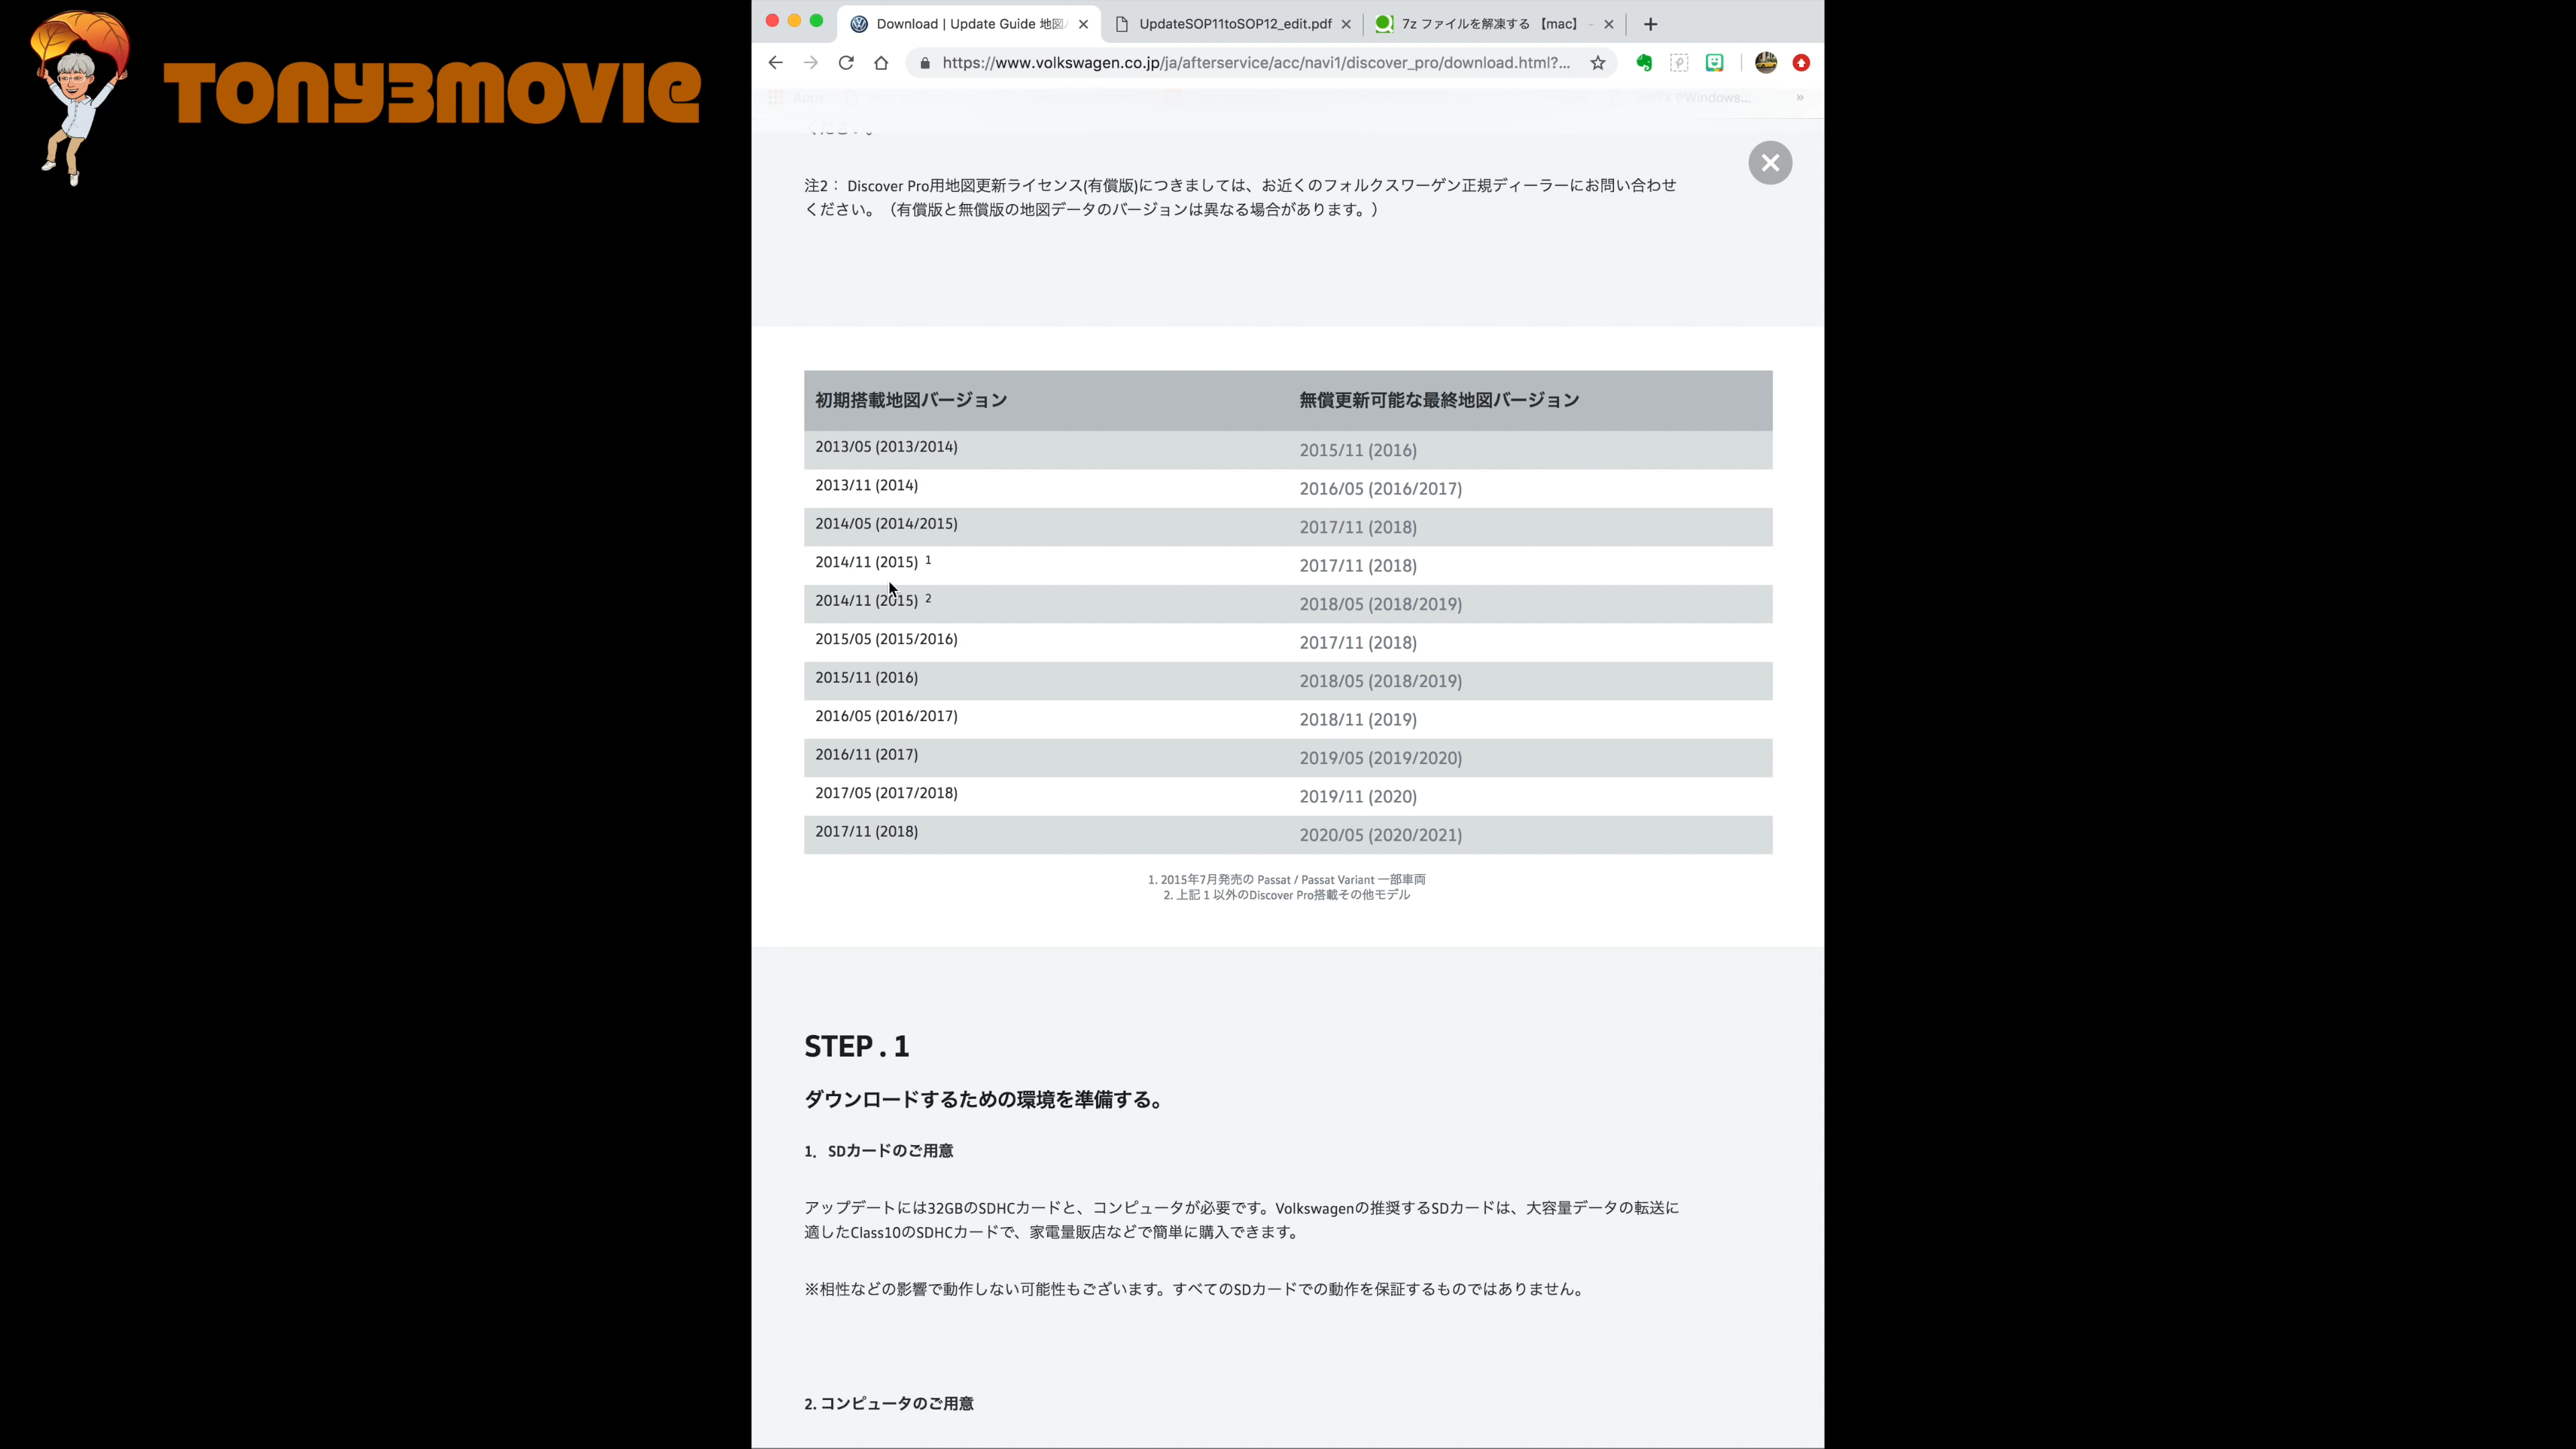 TONY3MOVIE
Download | Update Guide 地図
UpdateSOP11toSOP12_edit.pdf
7z ファイルを解凍する 【mac】 -
https://www.volkswagen.co.jp/ja/afterservice/acc/navi1/discover_pro/download.html?...
Apps
でWindows...
ください。
注2： Discover Pro用地図更新ライセンス(有償版)につきましては、お近くのフォルクスワーゲン正規ディーラーにお問い合わせ
ください。（有償版と無償版の地図データのバージョンは異なる場合があります。）
初期搭載地図バージョン 無償更新可能な最終地図バージョン
2013/05 (2013/2014) 2015/11 (2016)
2013/11 (2014) 2016/05 (2016/2017)
2014/05 (2014/2015) 2017/11 (2018)
2014/11 (2015) 1 2017/11 (2018)
2014/11 (2015) 2 2018/05 (2018/2019)
2015/05 (2015/2016) 2017/11 (2018)
2015/11 (2016) 2018/05 (2018/2019)
2016/05 (2016/2017) 2018/11 (2019)
2016/11 (2017) 2019/05 (2019/2020)
2017/05 (2017/2018) 2019/11 (2020)
2017/11 (2018) 2020/05 (2020/2021)
1. 2015年7月発売の Passat / Passat Variant 一部車両
2. 上記 1 以外のDiscover Pro搭載その他モデル
STEP . 1
ダウンロードするための環境を準備する。
1. SDカードのご用意
アップデートには32GBのSDHCカードと、コンピュータが必要です。Volkswagenの推奨するSDカードは、大容量データの転送に
適したClass10のSDHCカードで、家電量販店などで簡単に購入できます。
※相性などの影響で動作しない可能性もございます。すべてのSDカードでの動作を保証するものではありません。
2. コンピュータのご用意